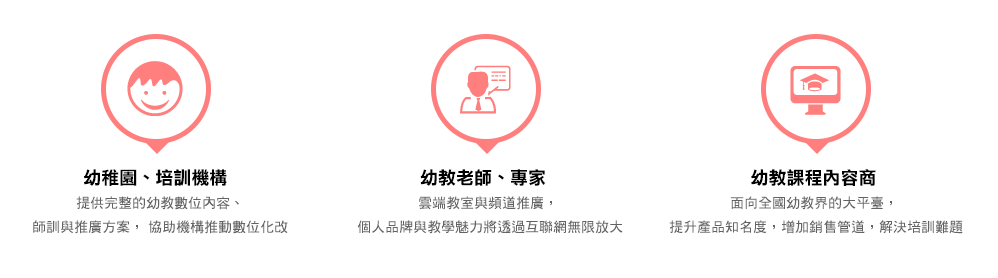 幼稚園、培訓機構
提供完整的幼教數位內容、
師訓與推廣方案， 協助機構推動數位化改
幼教老師、專家
雲端教室與頻道推廣，
個人品牌與教學魅力將透過互聯網無限放大
幼教課程內容商
面向全國幼教界的大平臺，
提升產品知名度，增加銷售管道，解決培訓難題